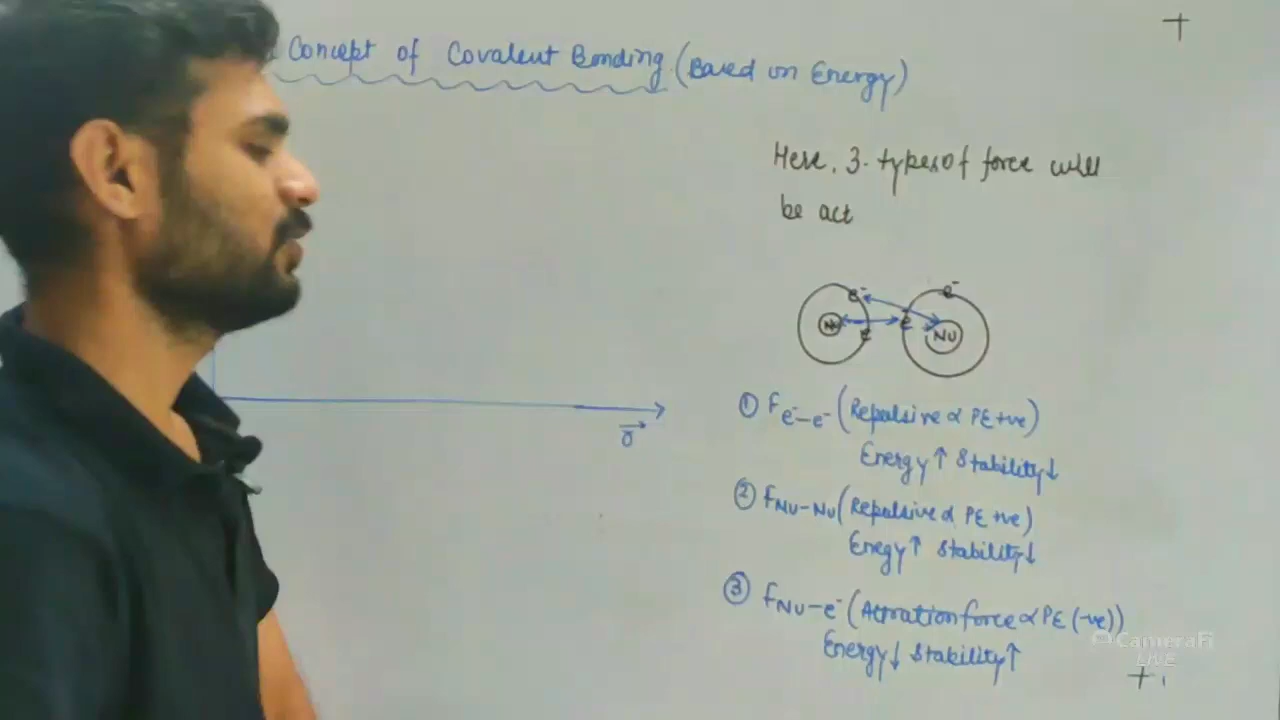 Concept of Covalent Bonding (Based on Energy)
Here, 3 types of force will
be act
e⁻ e⁻
Nu e e Nu
① Fe⁻–e⁻ (Repulsive ∝ PE +ve)
Energy ↑ Stability ↓
② FNu–Nu (Repulsive ∝ PE +ve)
Enegy ↑ Stability ↓
③ FNu–e⁻ (Attration force ∝ PE (-ve))
Energy ↓ Stability ↑
CameraFi
LIVE